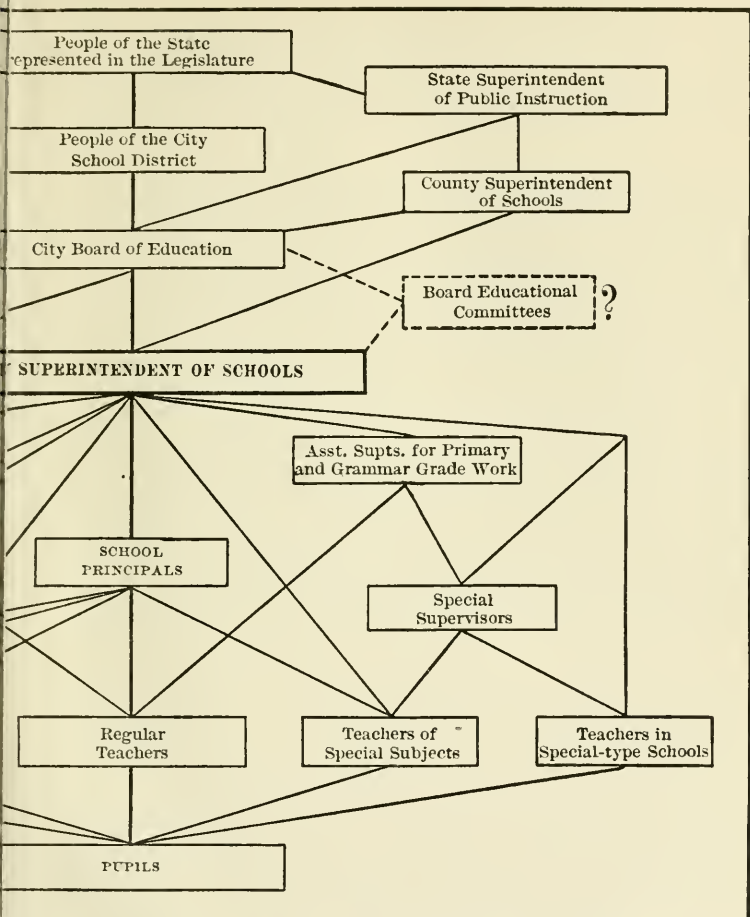 People of the State
represented in the Legislature
State Superintendent
of Public Instruction
People of the City
School District
County Superintendent
of Schools
City Board of Education
Board Educational
Committees
?
SUPERINTENDENT OF SCHOOLS
Asst. Supts. for Primary
and Grammar Grade Work
SCHOOL
PRINCIPALS
Special
Supervisors
Regular
Teachers
Teachers of
Special Subjects
Teachers in
Special-type Schools
PUPILS